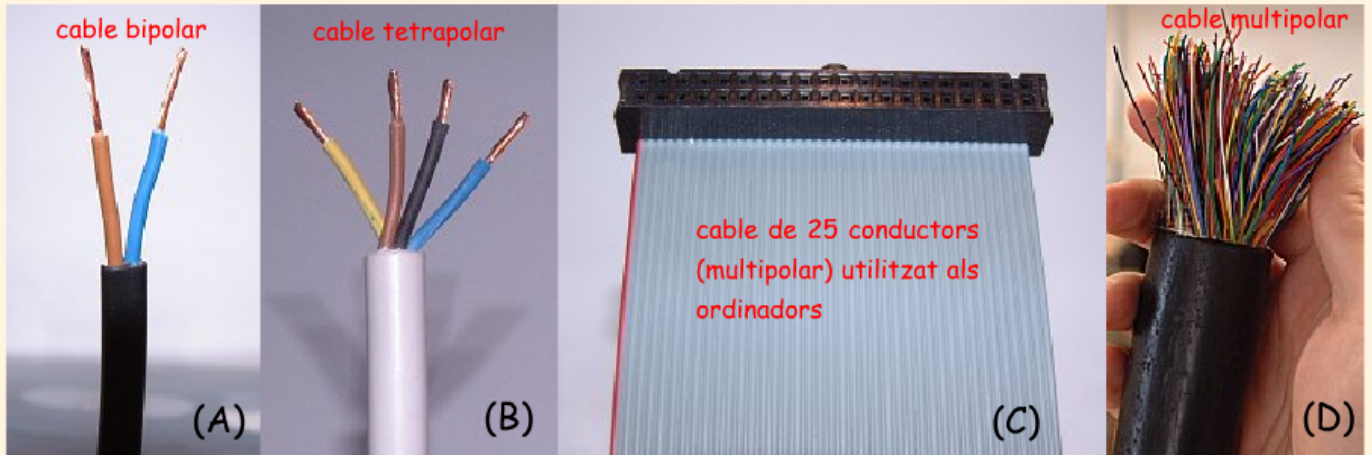 cable bipolar
cable tetrapolar
cable multipolar
cable de 25 conductors
(multipolar) utilitzat als
ordinadors
(A)
(B)
(C)
(D)